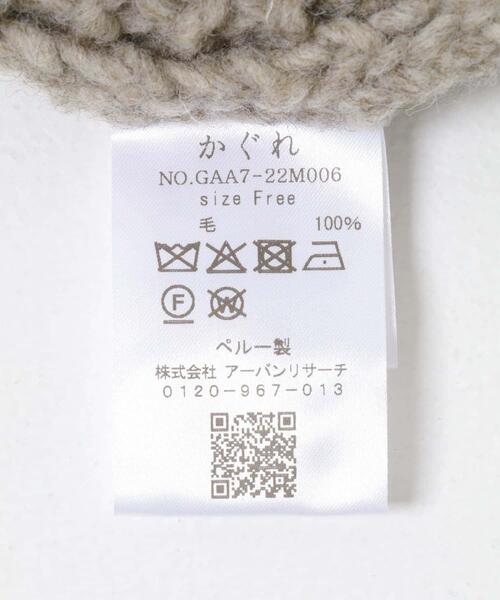 かぐれ
NO.GAA7-22M006
size Free
毛 100%
F W
ペルー製
株式会社 アーバンリサーチ
0120-967-013